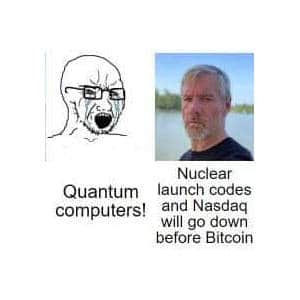 Quantum
computers!
Nuclear
launch codes
and Nasdaq
will go down
before Bitcoin